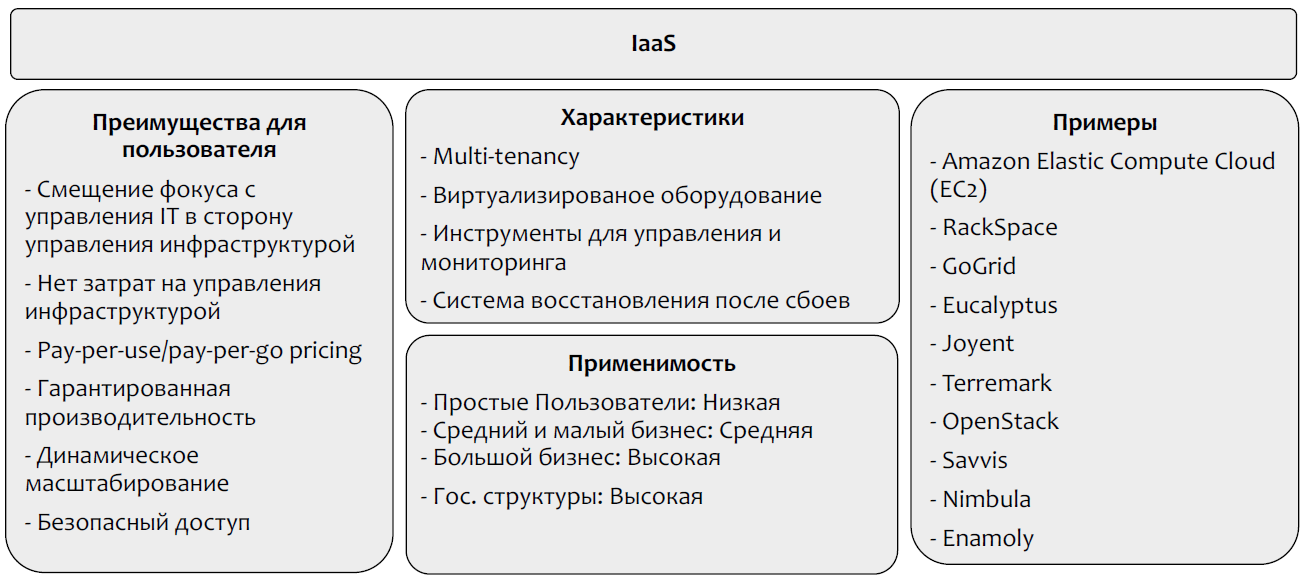 IaaS
Преимущества для
пользователя
- Смещение фокуса с
управления IT в сторону
управления инфраструктурой
- Нет затрат на управления
инфраструктурой
- Pay-per-use/pay-per-go pricing
- Гарантированная
производительность
- Динамическое
масштабирование
- Безопасный доступ
Характеристики
- Multi-tenancy
- Виртуализированое оборудование
- Инструменты для управления и
мониторинга
- Система восстановления после сбоев
Применимость
- Простые Пользователи: Низкая
- Средний и малый бизнес: Средняя
- Большой бизнес: Высокая
- Гос. структуры: Высокая
Примеры
- Amazon Elastic Compute Cloud
(EC2)
- RackSpace
- GoGrid
- Eucalyptus
- Joyent
- Terremark
- OpenStack
- Savvis
- Nimbula
- Enamoly